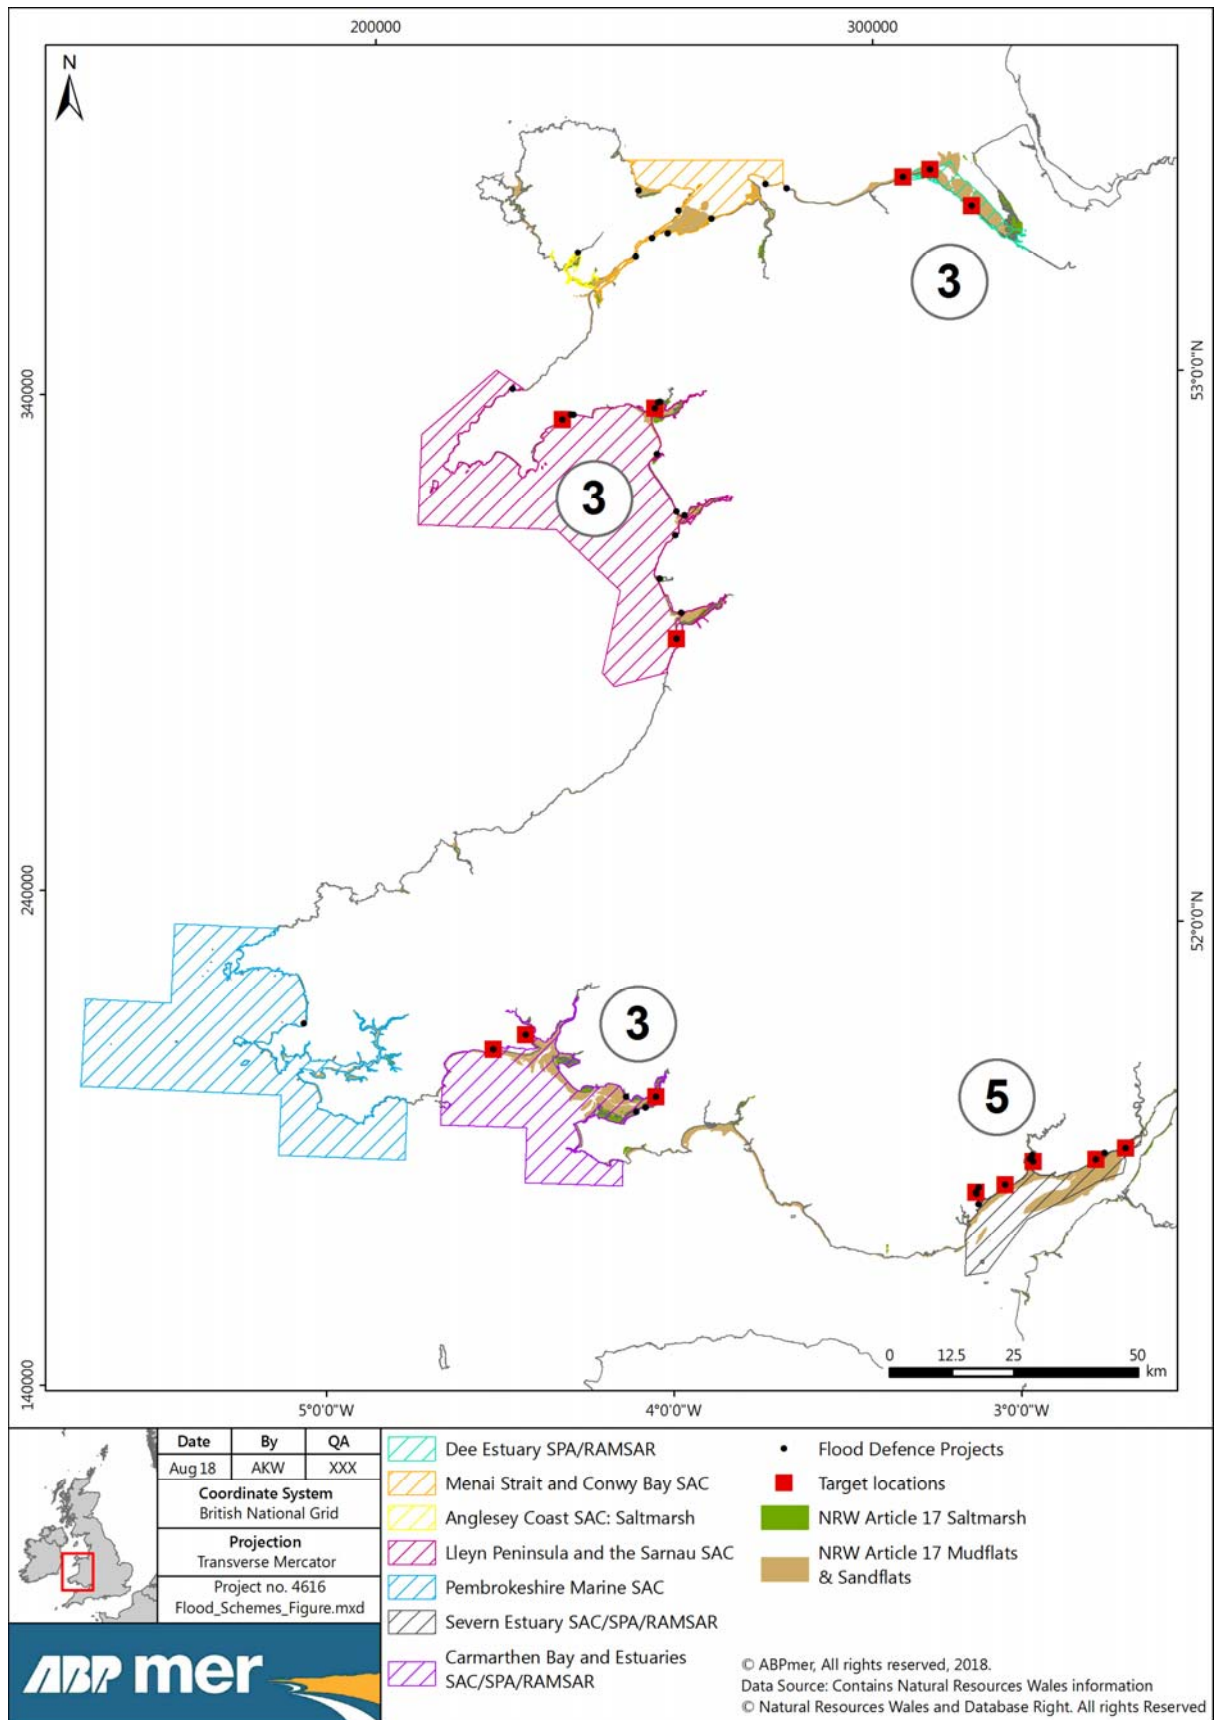 200000
300000
N
3
340000
53°0'0"N
3
240000
52°0'0"N
3
5
0 12.5 25 50
km
140000
5°0'0"W
4°0'0"W
3°0'0"W
Date By QA
Aug 18 AKW XXX
Coordinate System
British National Grid
Projection
Transverse Mercator
Project no. 4616
Flood_Schemes_Figure.mxd
ABPmer
Dee Estuary SPA/RAMSAR
Menai Strait and Conwy Bay SAC
Anglesey Coast SAC: Saltmarsh
Lleyn Peninsula and the Sarnau SAC
Pembrokeshire Marine SAC
Severn Estuary SAC/SPA/RAMSAR
Carmarthen Bay and Estuaries
SAC/SPA/RAMSAR
Flood Defence Projects
Target locations
NRW Article 17 Saltmarsh
NRW Article 17 Mudflats
& Sandflats
© ABPmer, All rights reserved, 2018.
Data Source: Contains Natural Resources Wales information
© Natural Resources Wales and Database Right. All rights Reserved